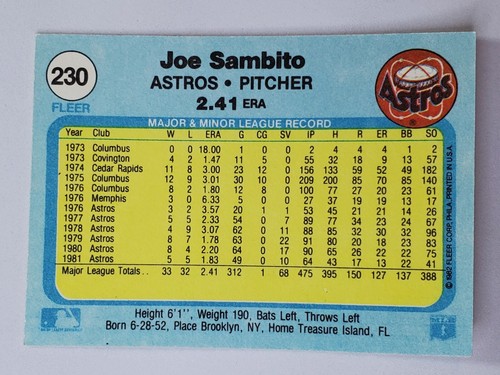 230
FLEER
Joe Sambito
ASTROS • PITCHER
2.41 ERA
Astros
MAJOR & MINOR LEAGUE RECORD
Year Club W L ERA G CG SV IP H R ER BB SO
1973 Columbus 0 0 18.00 1 0 0 2 4 4 4 1 2
1973 Covington 4 2 1.47 11 5 0 55 32 18 9 13 57
1974 Cedar Rapids 11 8 3.00 23 12 0 156 133 59 52 49 182
1975 Columbus 12 9 3.01 30 10 0 209 200 85 70 85 140
1976 Columbus 8 2 1.80 12 8 0 100 77 27 20 23 61
1976 Memphis 3 0 6.33 5 0 0 27 37 19 19 13 17
1976 Astros 3 2 3.57 20 1 1 53 45 21 21 14 26
1977 Astros 5 5 2.33 54 0 7 89 77 34 23 24 67
1978 Astros 4 9 3.07 62 0 11 88 85 32 30 32 96
1979 Astros 8 7 1.78 63 0 22 91 80 20 18 23 83
1980 Astros 8 4 2.20 64 0 17 90 65 26 22 22 75
1981 Astros 5 5 1.83 49 0 10 64 43 17 13 22 41
Major League Totals . . 33 32 2.41 312 1 68 475 395 150 127 137 388
© 1982 FLEER CORP. PHILA. PRINTED IN U.S.A.
Height 6'1'', Weight 190, Bats Left, Throws Left
Born 6-28-52, Place Brooklyn, NY, Home Treasure Island, FL